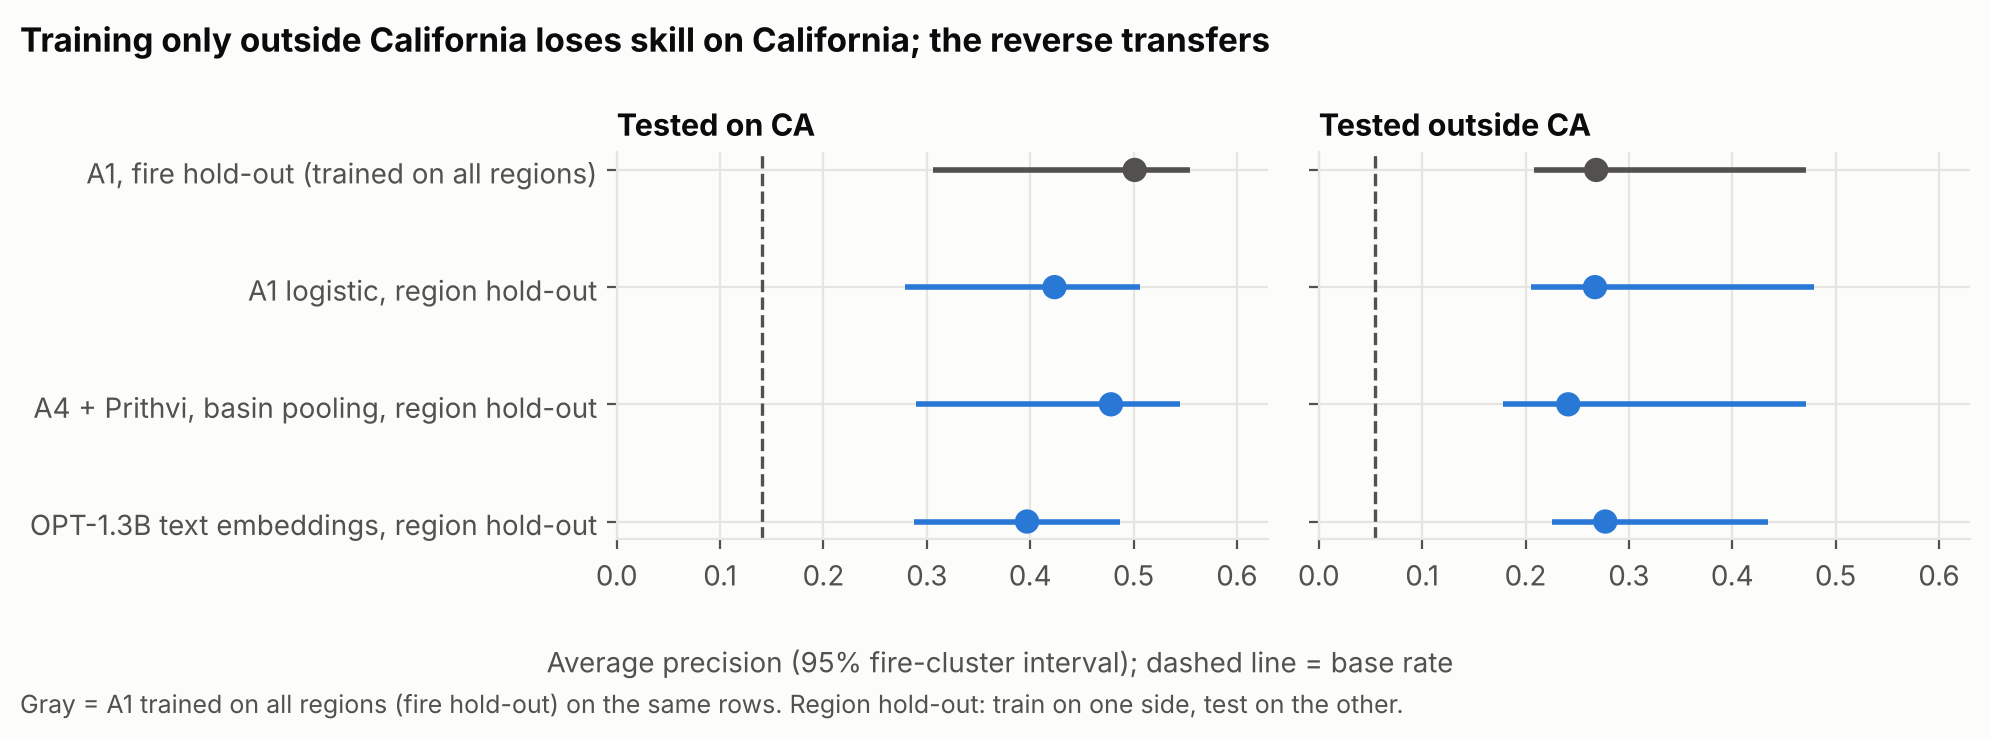 Training only outside California loses skill on California; the reverse transfers
Tested on CA
Tested outside CA
A1, fire hold-out (trained on all regions)
A1 logistic, region hold-out
A4 + Prithvi, basin pooling, region hold-out
OPT-1.3B text embeddings, region hold-out
0.0 0.1 0.2 0.3 0.4 0.5 0.6
0.0 0.1 0.2 0.3 0.4 0.5 0.6
Average precision (95% fire-cluster interval); dashed line = base rate
Gray = A1 trained on all regions (fire hold-out) on the same rows. Region hold-out: train on one side, test on the other.